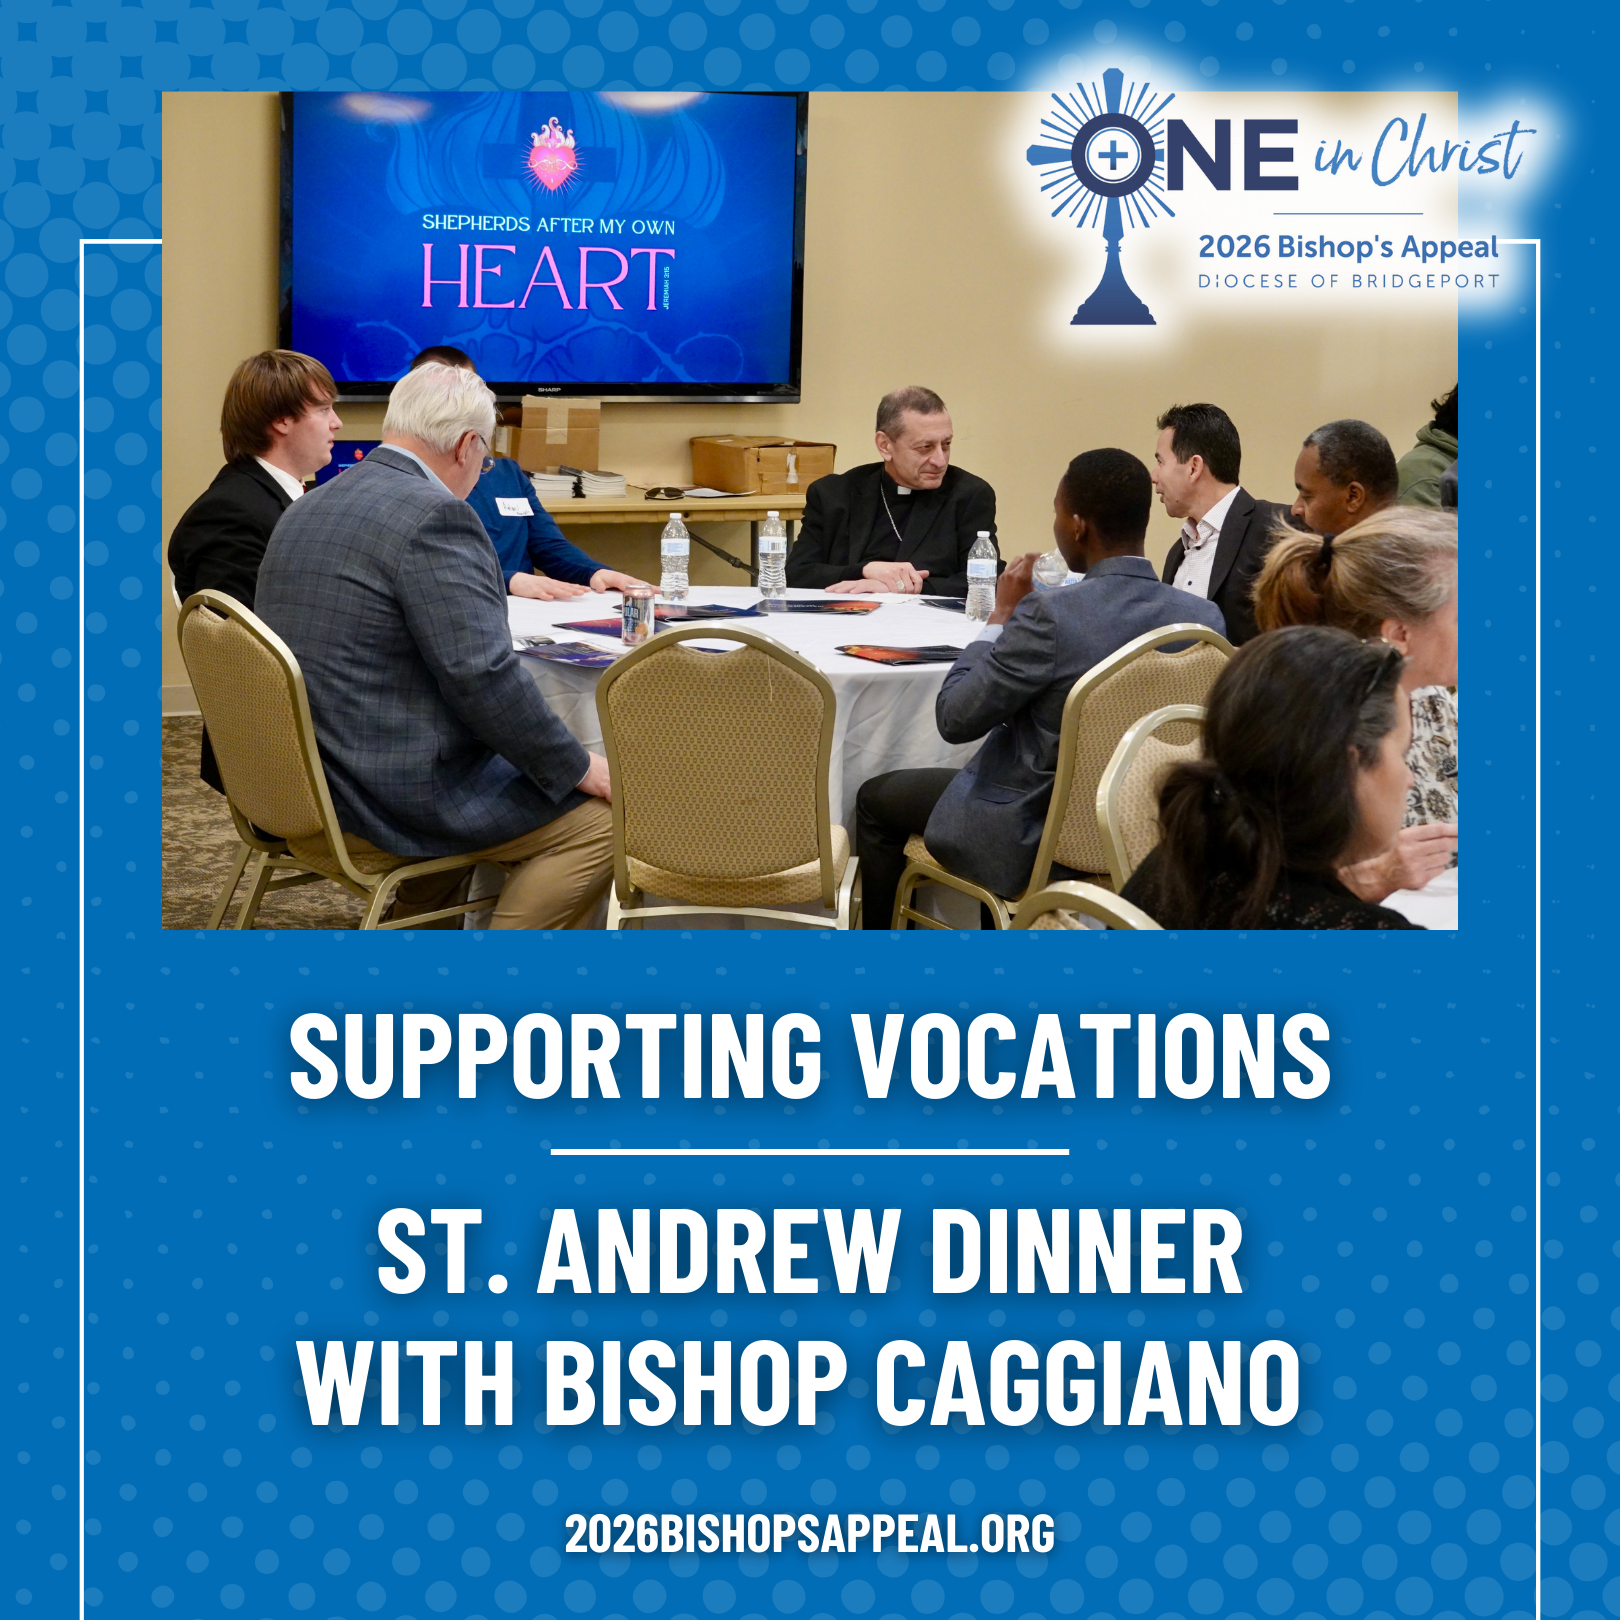 ONE in Christ
2026 Bishop's Appeal
DIOCESE OF BRIDGEPORT
SHEPHERDS AFTER MY OWN
HEART
JEREMIAH 3:15
SHARP
SUPPORTING VOCATIONS
ST. ANDREW DINNER
WITH BISHOP CAGGIANO
2026BISHOPSAPPEAL.ORG